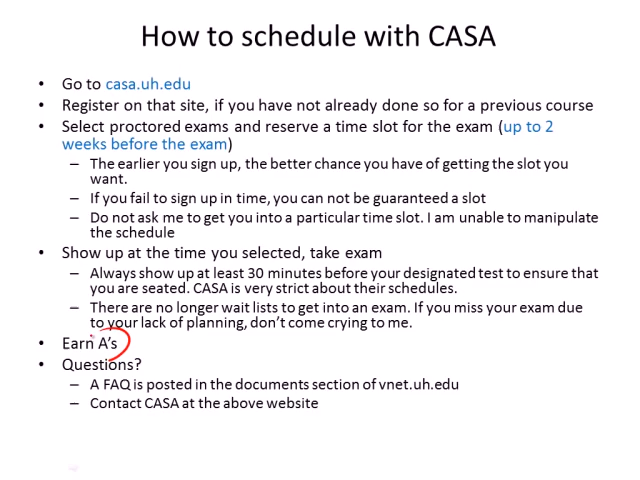 How to schedule with CASA
• Go to casa.uh.edu
• Register on that site, if you have not already done so for a previous course
• Select proctored exams and reserve a time slot for the exam (up to 2
weeks before the exam)
– The earlier you sign up, the better chance you have of getting the slot you
want.
– If you fail to sign up in time, you can not be guaranteed a slot
– Do not ask me to get you into a particular time slot. I am unable to manipulate
the schedule
• Show up at the time you selected, take exam
– Always show up at least 30 minutes before your designated test to ensure that
you are seated. CASA is very strict about their schedules.
– There are no longer wait lists to get into an exam. If you miss your exam due
to your lack of planning, don't come crying to me.
• Earn A's
• Questions?
– A FAQ is posted in the documents section of vnet.uh.edu
– Contact CASA at the above website